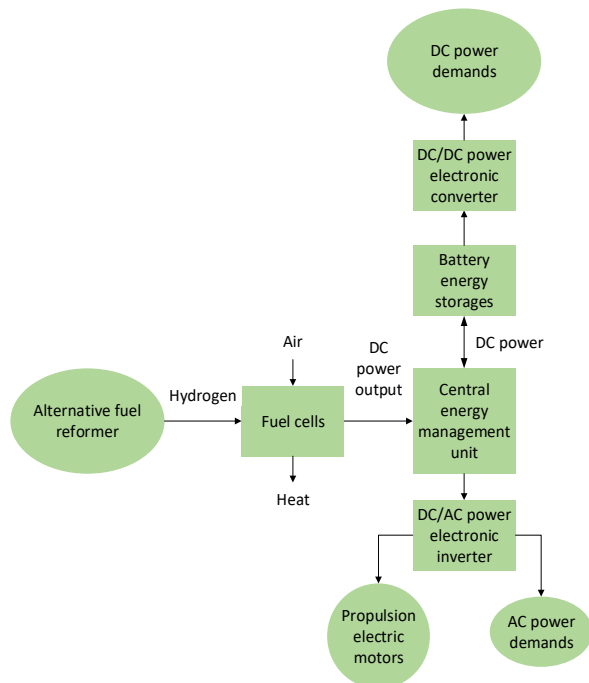 DC power
demands
DC/DC power
electronic
converter
Battery
energy
storages
DC power
Air
DC
power
output
Hydrogen
Alternative fuel
reformer
Fuel cells
Central
energy
management
unit
Heat
DC/AC power
electronic
inverter
Propulsion
electric
motors
AC power
demands